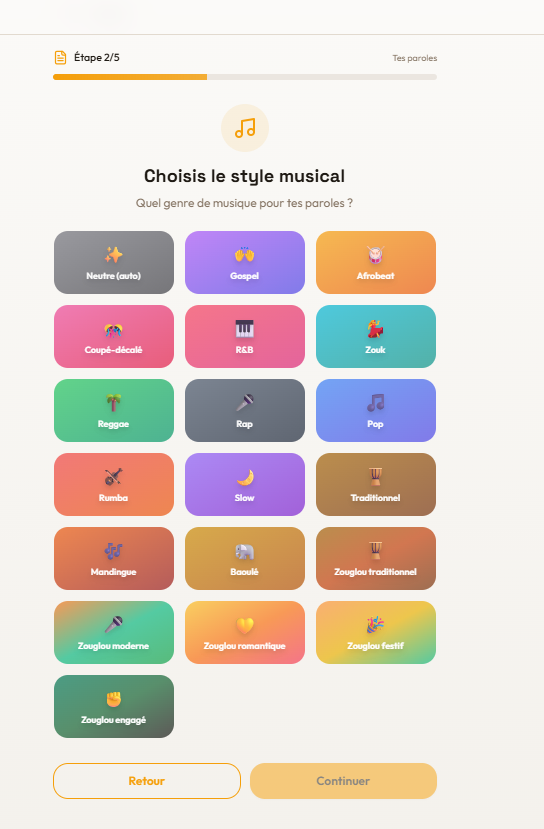 Étape 2/5
Tes paroles
Choisis le style musical
Quel genre de musique pour tes paroles ?
Neutre (auto)
Gospel
Afrobeat
Coupé-décalé
R&B
Zouk
Reggae
Rap
Pop
Rumba
Slow
Traditionnel
Mandingue
Baoulé
Zouglou traditionnel
Zouglou moderne
Zouglou romantique
Zouglou festif
Zouglou engagé
Retour
Continuer